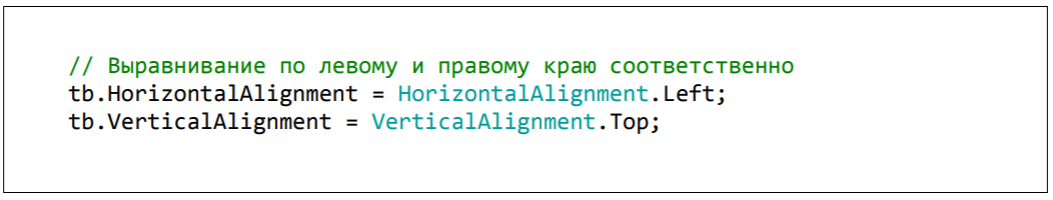 // Выравнивание по левому и правому краю соответственно
tb.HorizontalAlignment = HorizontalAlignment.Left;
tb.VerticalAlignment = VerticalAlignment.Top;